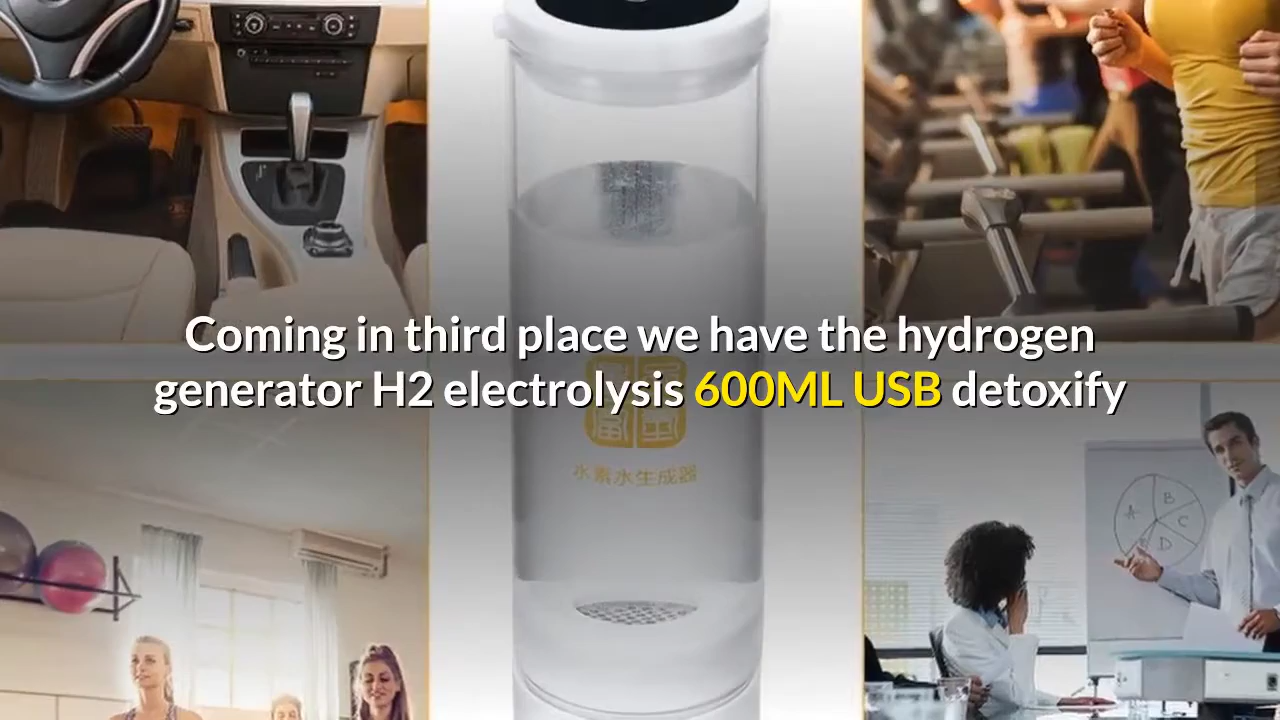 Coming in third place we have the hydrogen
generator H2 electrolysis 600ML USB detoxify
水素水生成器
A
B
C
D